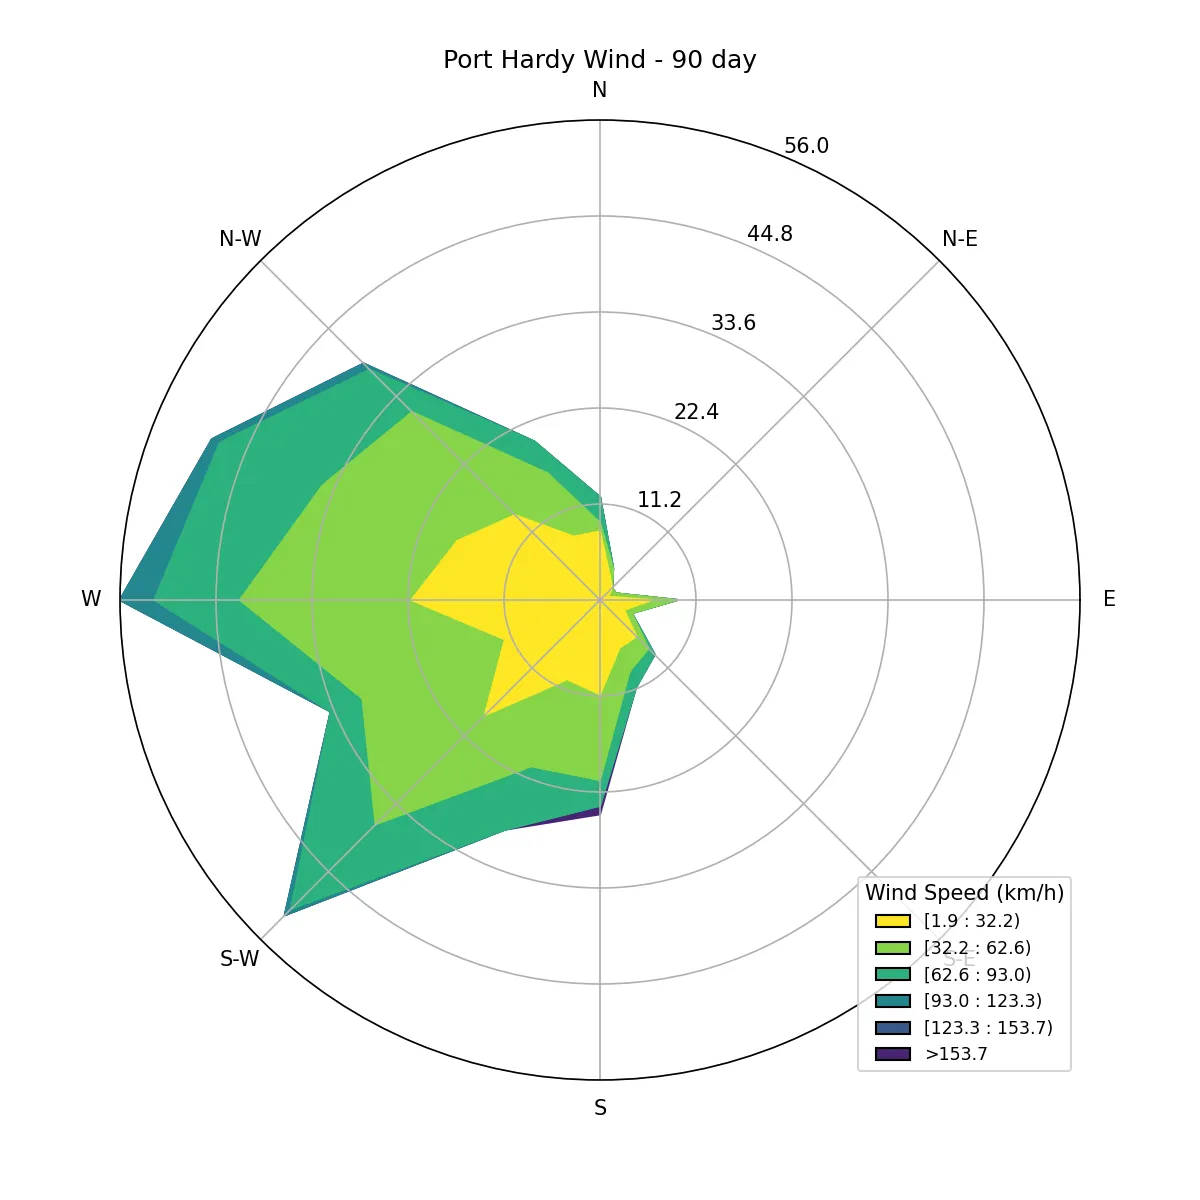 Port Hardy Wind - 90 day
N
56.0
44.8
N-W
N-E
33.6
22.4
11.2
W
E
Wind Speed (km/h)
[1.9 : 32.2)
[32.2 : 62.6)
S-W
S-E
[62.6 : 93.0)
[93.0 : 123.3)
[123.3 : 153.7)
>153.7
S